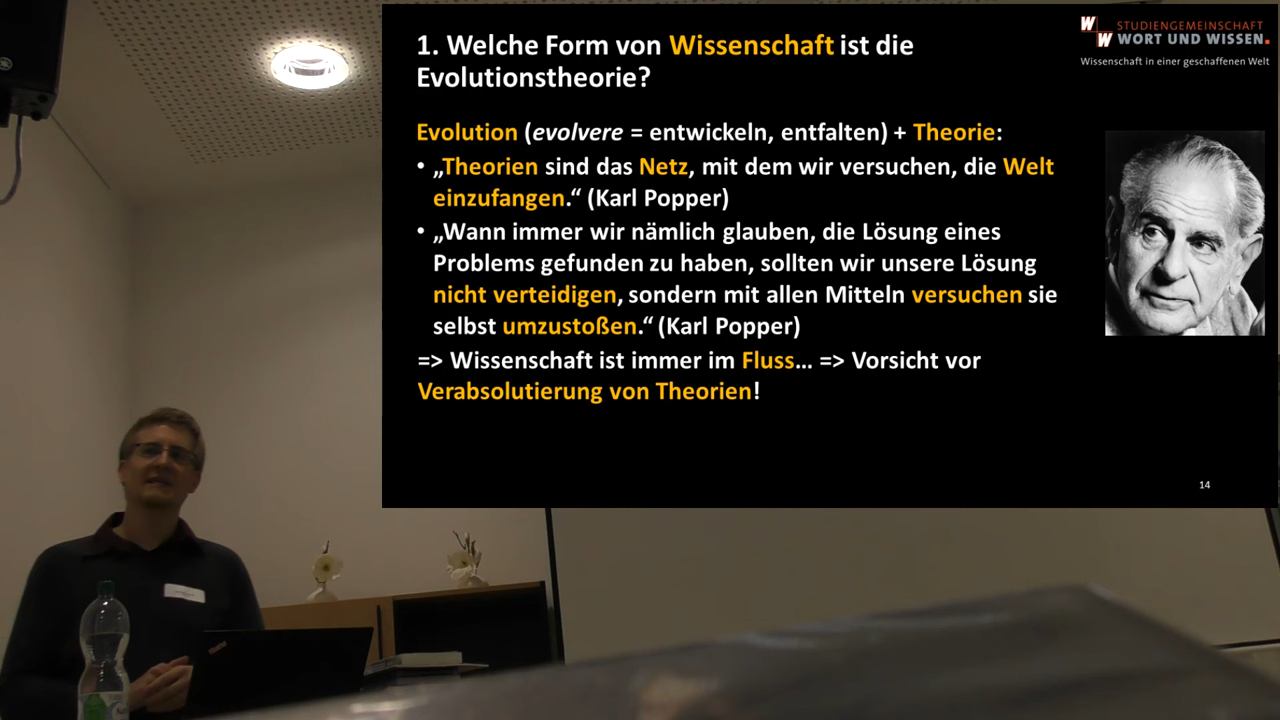 1. Welche Form von Wissenschaft ist die
Evolutionstheorie?
W
W
STUDIENGEMEINSCHAFT
WORT UND WISSEN.
Wissenschaft in einer geschaffenen Welt
Evolution (evolvere = entwickeln, entfalten) + Theorie:
• „Theorien sind das Netz, mit dem wir versuchen, die Welt
einzufangen.“ (Karl Popper)
• „Wann immer wir nämlich glauben, die Lösung eines
Problems gefunden zu haben, sollten wir unsere Lösung
nicht verteidigen, sondern mit allen Mitteln versuchen sie
selbst umzustoßen.“ (Karl Popper)
=> Wissenschaft ist immer im Fluss… => Vorsicht vor
Verabsolutierung von Theorien!
14